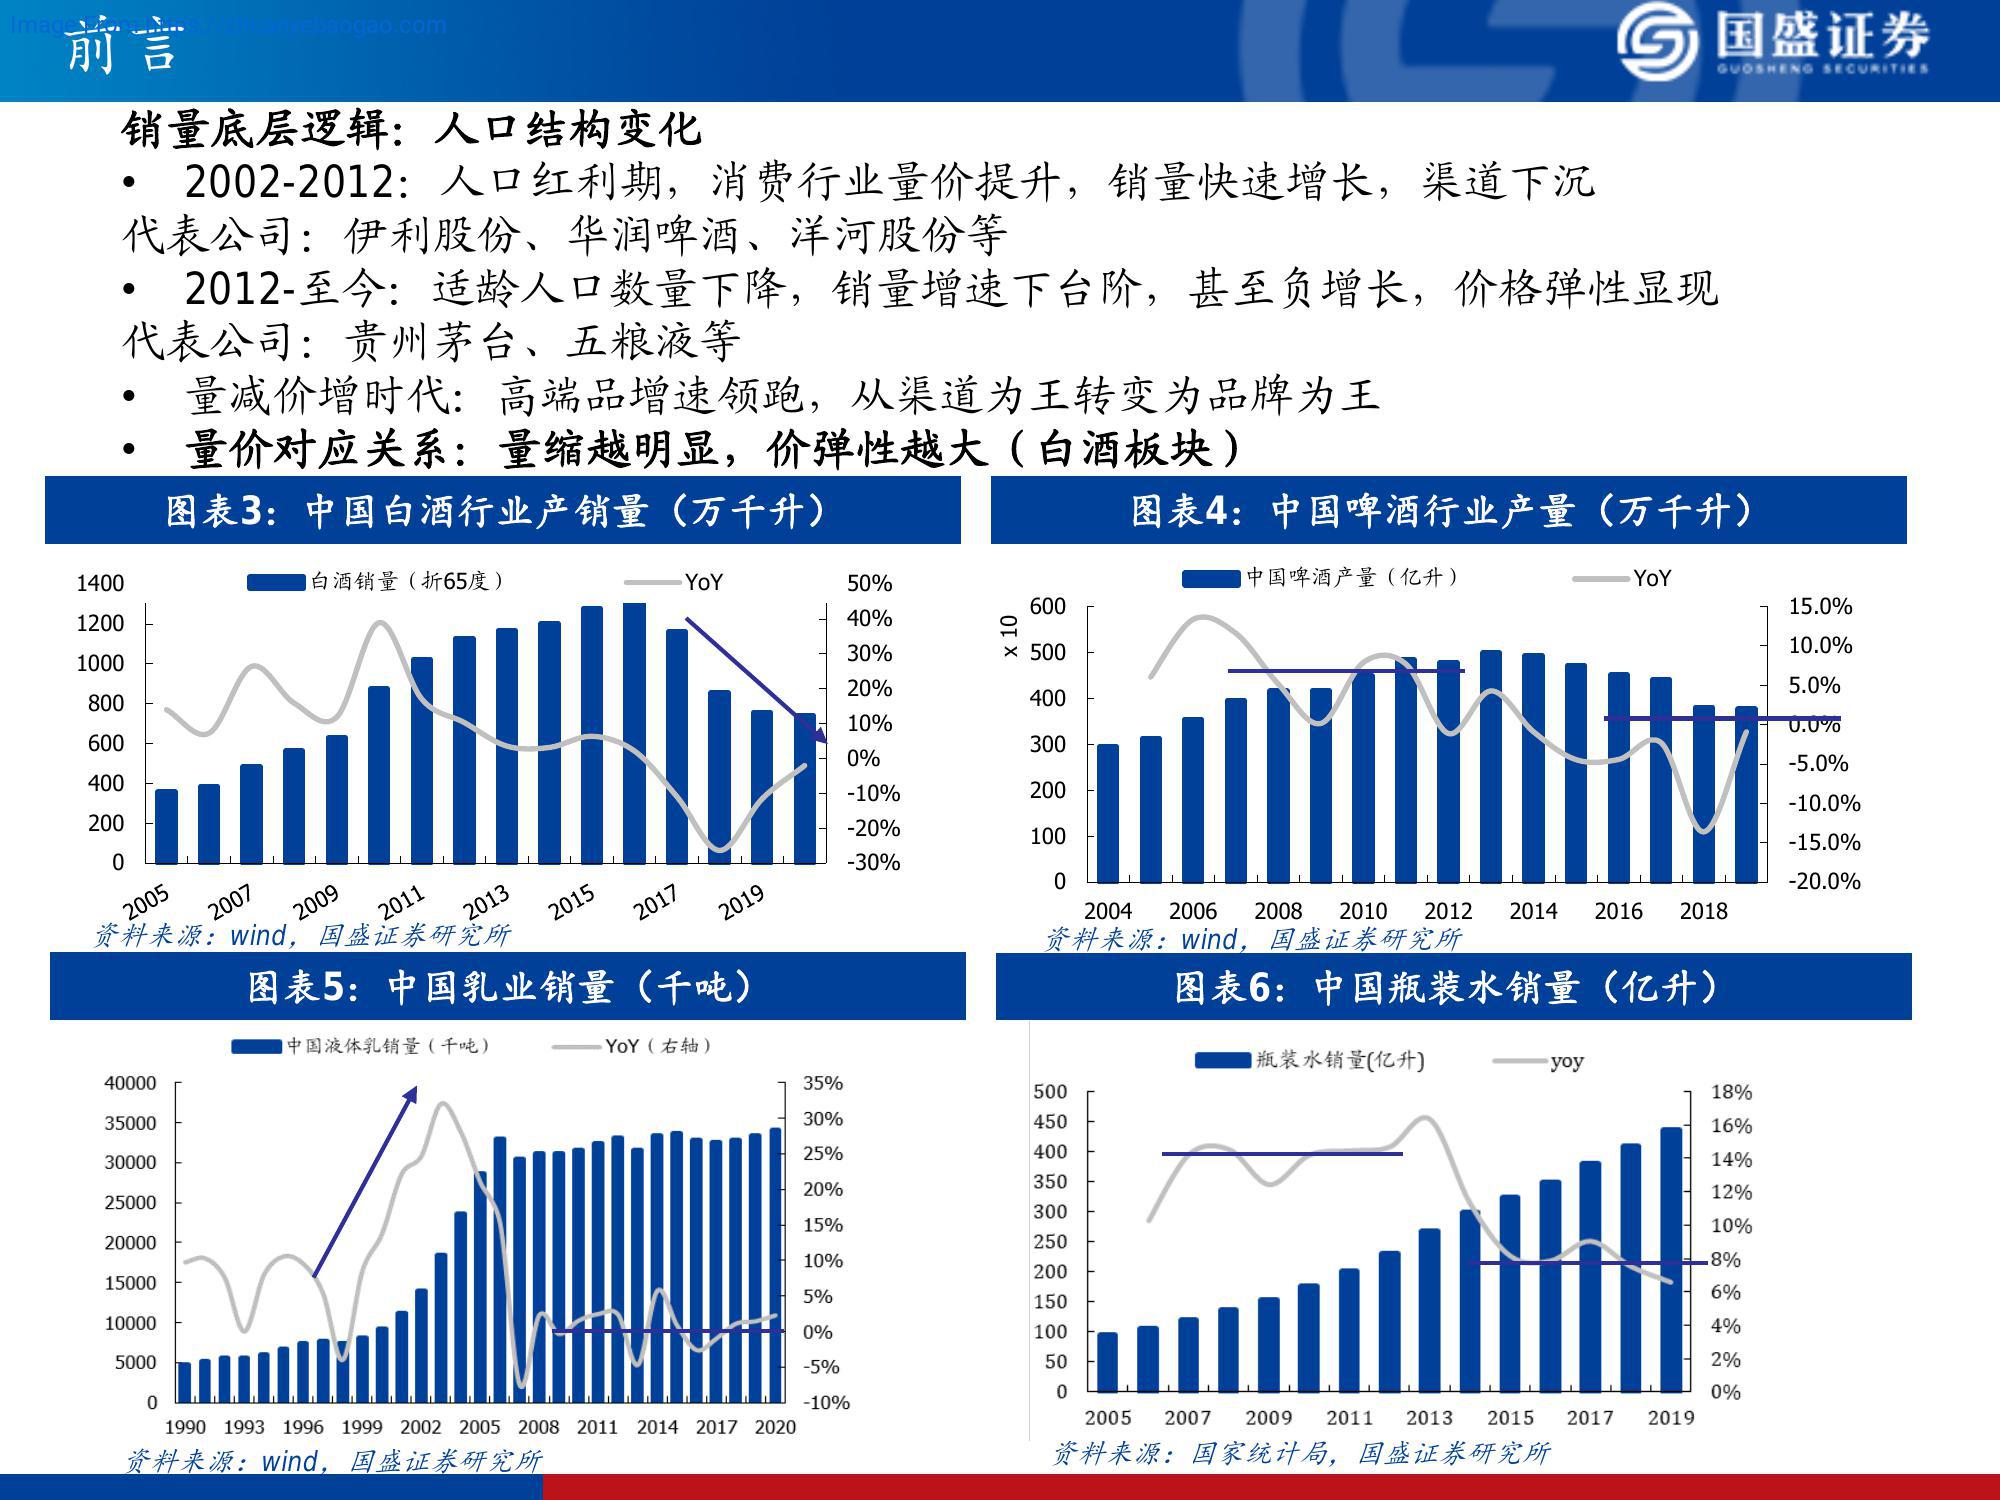 Image From: https://zhuanyebaogao.com
前言
国盛证券
GUOSHENG SECURITIES
销量底层逻辑：人口结构变化
• 2002-2012：人口红利期，消费行业量价提升，销量快速增长，渠道下沉
代表公司：伊利股份、华润啤酒、洋河股份等
• 2012-至今：适龄人口数量下降，销量增速下台阶，甚至负增长，价格弹性显现
代表公司：贵州茅台、五粮液等
• 量减价增时代：高端品增速领跑，从渠道为王转变为品牌为王
• 量价对应关系：量缩越明显，价弹性越大（白酒板块）
图表3：中国白酒行业产销量（万千升）
白酒销量（折65度） YoY
1400 50%
1200 40%
1000 30%
800 20%
600 10%
400 0%
200 -10%
0 -20%
-30%
2005 2007 2009 2011 2013 2015 2017 2019
资料来源：wind，国盛证券研究所
图表4：中国啤酒行业产量（万千升）
中国啤酒产量（亿升） YoY
x 10
600 15.0%
500 10.0%
400 5.0%
300 0.0%
200 -5.0%
100 -10.0%
0 -15.0%
-20.0%
2004 2006 2008 2010 2012 2014 2016 2018
资料来源：wind，国盛证券研究所
图表5：中国乳业销量（千吨）
中国液体乳销量（千吨） YoY（右轴）
40000 35%
35000 30%
30000 25%
25000 20%
20000 15%
15000 10%
10000 5%
5000 0%
0 -5%
-10%
1990 1993 1996 1999 2002 2005 2008 2011 2014 2017 2020
资料来源：wind，国盛证券研究所
图表6：中国瓶装水销量（亿升）
瓶装水销量(亿升) yoy
500 18%
450 16%
400 14%
350 12%
300 10%
250 8%
200 6%
150 4%
100 2%
50 0%
0
2005 2007 2009 2011 2013 2015 2017 2019
资料来源：国家统计局，国盛证券研究所